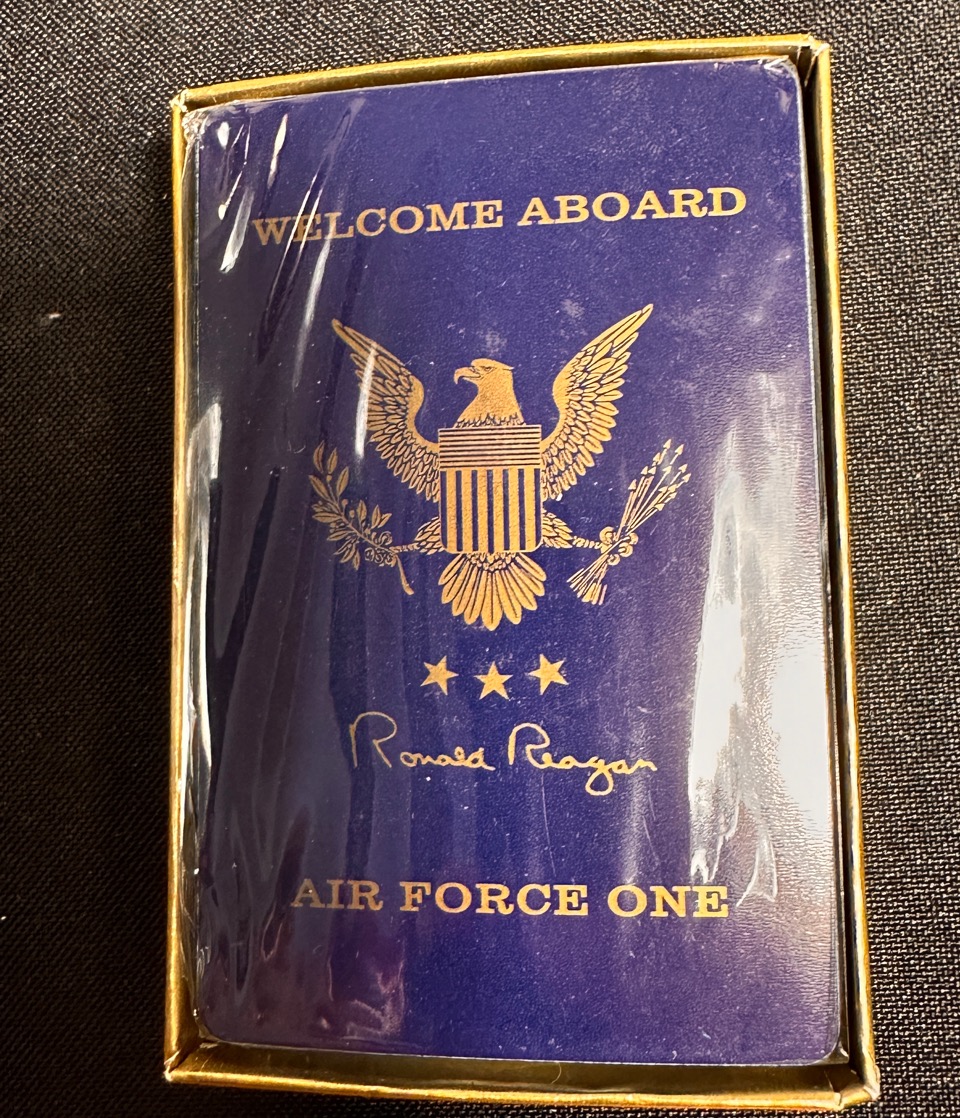 WELCOME ABOARD
Ronald Reagan
AIR FORCE ONE